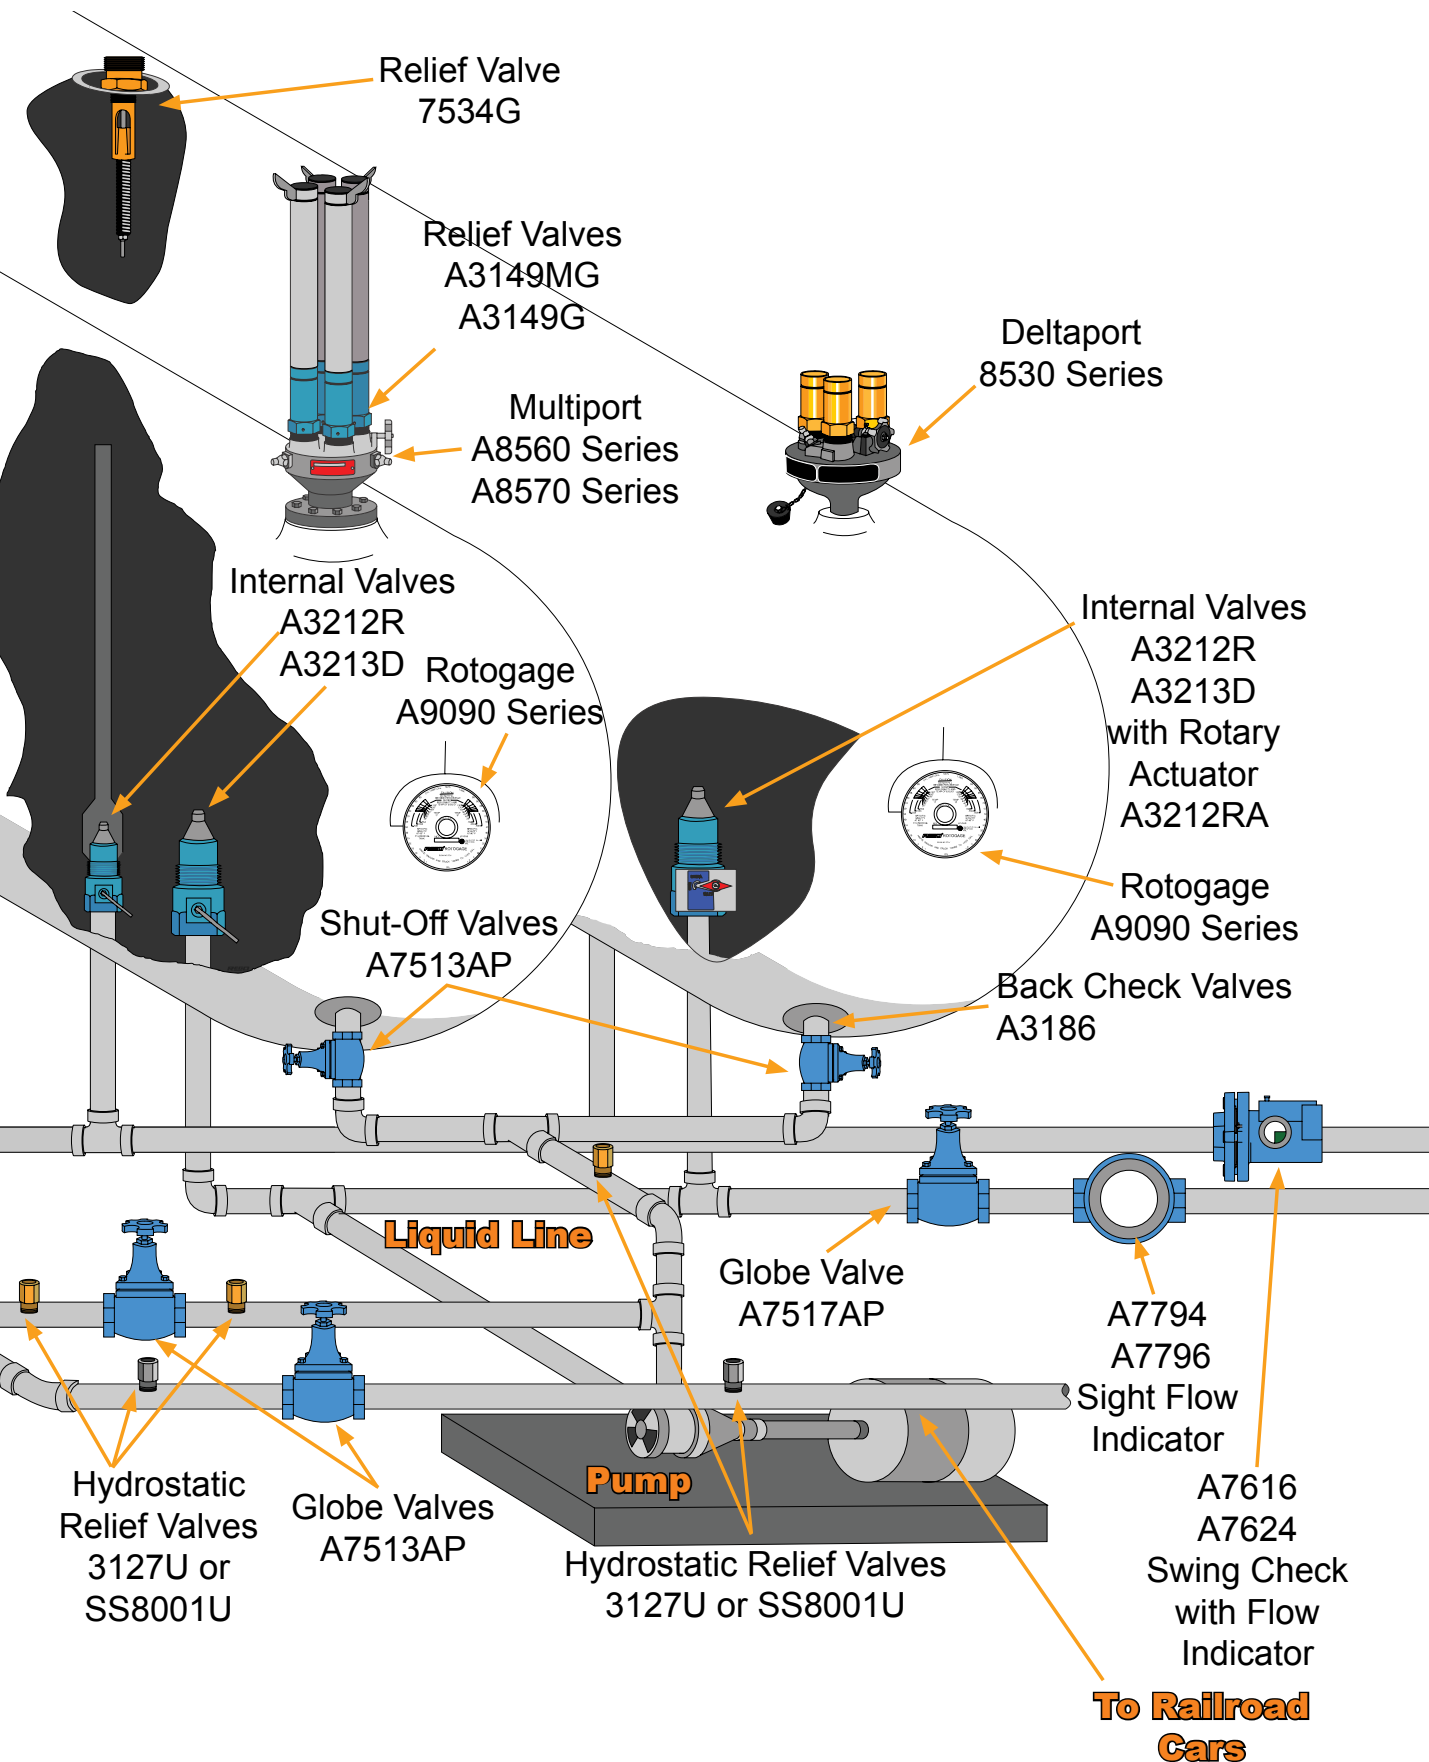 Relief Valve
7534G
Relief Valves
A3149MG
A3149G
Deltaport
8530 Series
Multiport
A8560 Series
A8570 Series
Internal Valves
A3212R
A3213D
Rotogage
A9090 Series
Internal Valves
A3212R
A3213D
with Rotary
Actuator
A3212RA
Rotogage
A9090 Series
Shut-Off Valves
A7513AP
Back Check Valves
A3186
Liquid Line
Globe Valve
A7517AP
A7794
A7796
Sight Flow
Indicator
Pump
Hydrostatic
Relief Valves
3127U or
SS8001U
Globe Valves
A7513AP
Hydrostatic Relief Valves
3127U or SS8001U
A7616
A7624
Swing Check
with Flow
Indicator
To Railroad
Cars